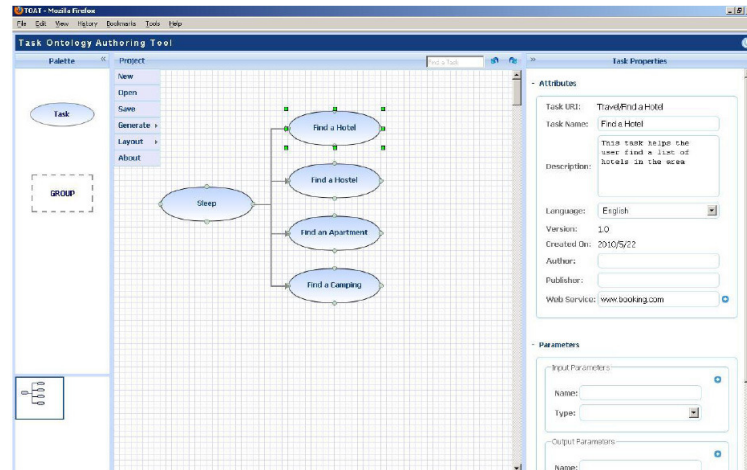 TOAT - Mozilla Firefox
File Edit View History Bookmarks Tools Help
Task Ontology Authoring Tool
Palette
Project
Find a Task
Task Properties
New
Open
Save
Generate
Layout
About
Task
GROUP
Sleep
Find a Hotel
Find a Hostel
Find an Apartment
Find a Camping
Attributes
Task URI: Travel/Find a Hotel
Task Name: Find a Hotel
Description: This task helps the
user find a list of
hotels in the area
Language: English
Version: 1.0
Created On: 2010/5/22
Author:
Publisher:
Web Service: www.booking.com
Parameters
Input Parameters
Name:
Type:
Output Parameters
Name: